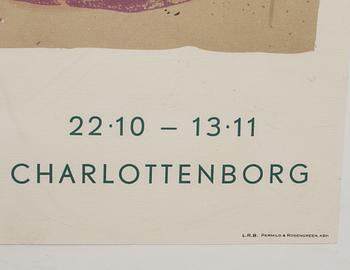 22·10 – 13·11
CHARLOTTENBORG
L.R.B. PERMILD & ROSENGREEN, KBH